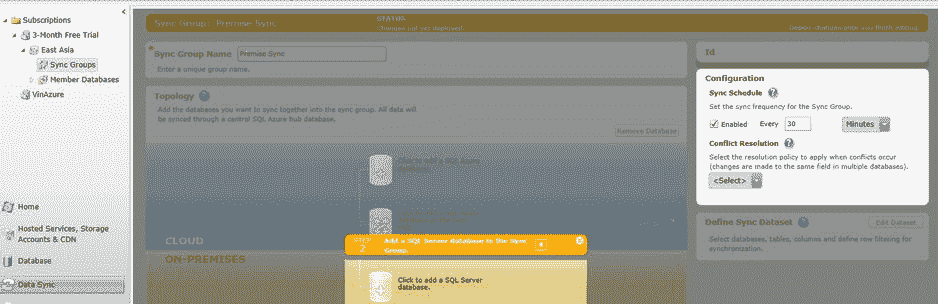 Subscriptions
3-Month Free Trial
East Asia
Sync Groups
Member Databases
VinAzure
Home
Hosted Services, Storage
Accounts & CDN
Database
Data Sync
Sync Group: Premise Sync
STATUS
Changes not yet deployed.
Sync Group Name Premise Sync
Enter a unique group name.
Topology
Add the databases you want to sync together into the sync group. All data will
be synced through a central SQL Azure hub database.
Remove Database
Click to add a SQL Azure
CLOUD
STEP
2
Add a SQL Server database to the Sync
Group.
ON-PREMISES
Click to add a SQL Server
database.
Id
Configuration
Sync Schedule
Set the sync frequency for the Sync Group.
Enabled Every 30 Minutes
Conflict Resolution
Select the resolution policy to apply when conflicts occur
(changes are made to the same field in multiple databases).
<Select>
Define Sync Dataset
Edit Dataset
Select databases, tables, columns and define row filtering for
synchronization.